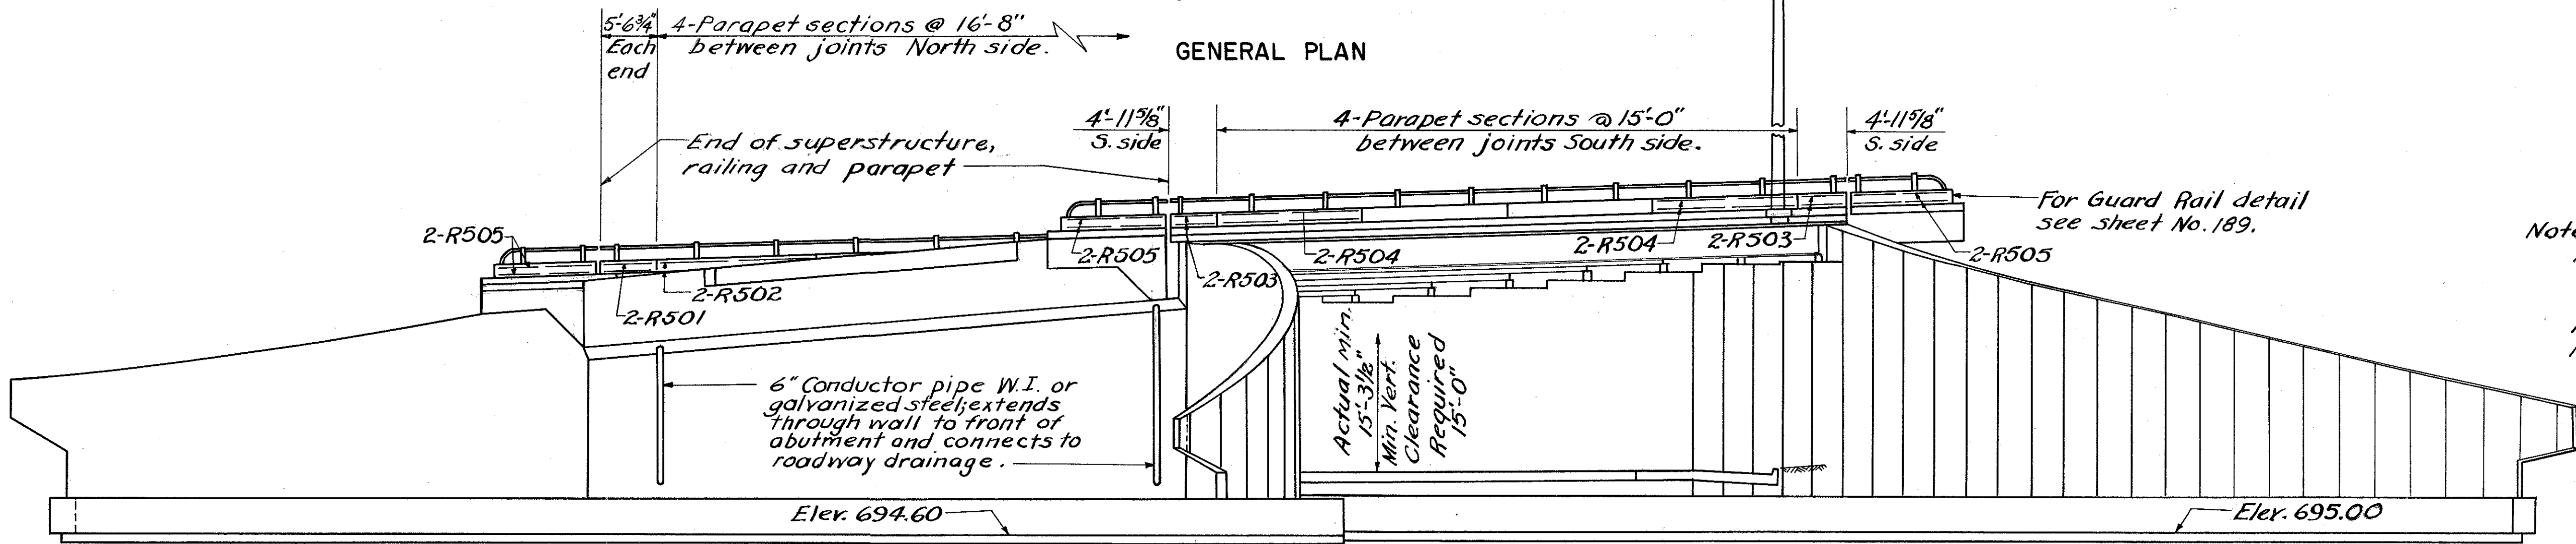 5'-6¾"
Each
end
4-Parapet sections @ 16'-8"
between joints North side.
GENERAL PLAN
End of superstructure,
railing and parapet
4'-11⅝"
S. side
4-Parapet sections @ 15'-0"
between joints South side.
4'-11⅝"
S. side
For Guard Rail detail
see sheet No. 189.
2-R505
2-R501
2-R502
2-R505
2-R503
2-R504
2-R504
2-R503
2-R505
6" Conductor pipe W.I. or
galvanized steel; extends
through wall to front of
abutment and connects to
roadway drainage.
Actual Min.
15'-3½"
Min. Vert.
Clearance
Required
15'-0"
Elev. 694.60
Elev. 695.00